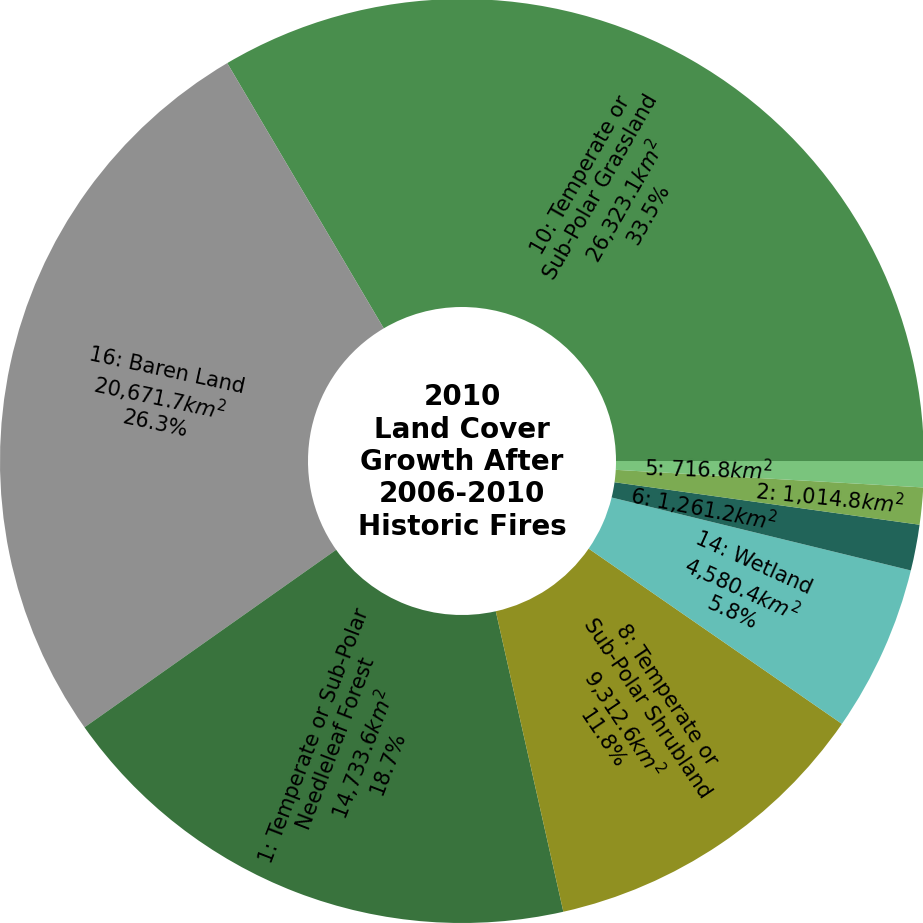 2010
Land Cover
Growth After
2006-2010
Historic Fires
10: Temperate or
Sub-Polar Grassland
26,323.1km²
33.5%
16: Baren Land
20,671.7km²
26.3%
1: Temperate or Sub-Polar
Needleleaf Forest
14,733.6km²
18.7%
8: Temperate or
Sub-Polar Shrubland
9,312.6km²
11.8%
14: Wetland
4,580.4km²
5.8%
6: 1,261.2km²
2: 1,014.8km²
5: 716.8km²